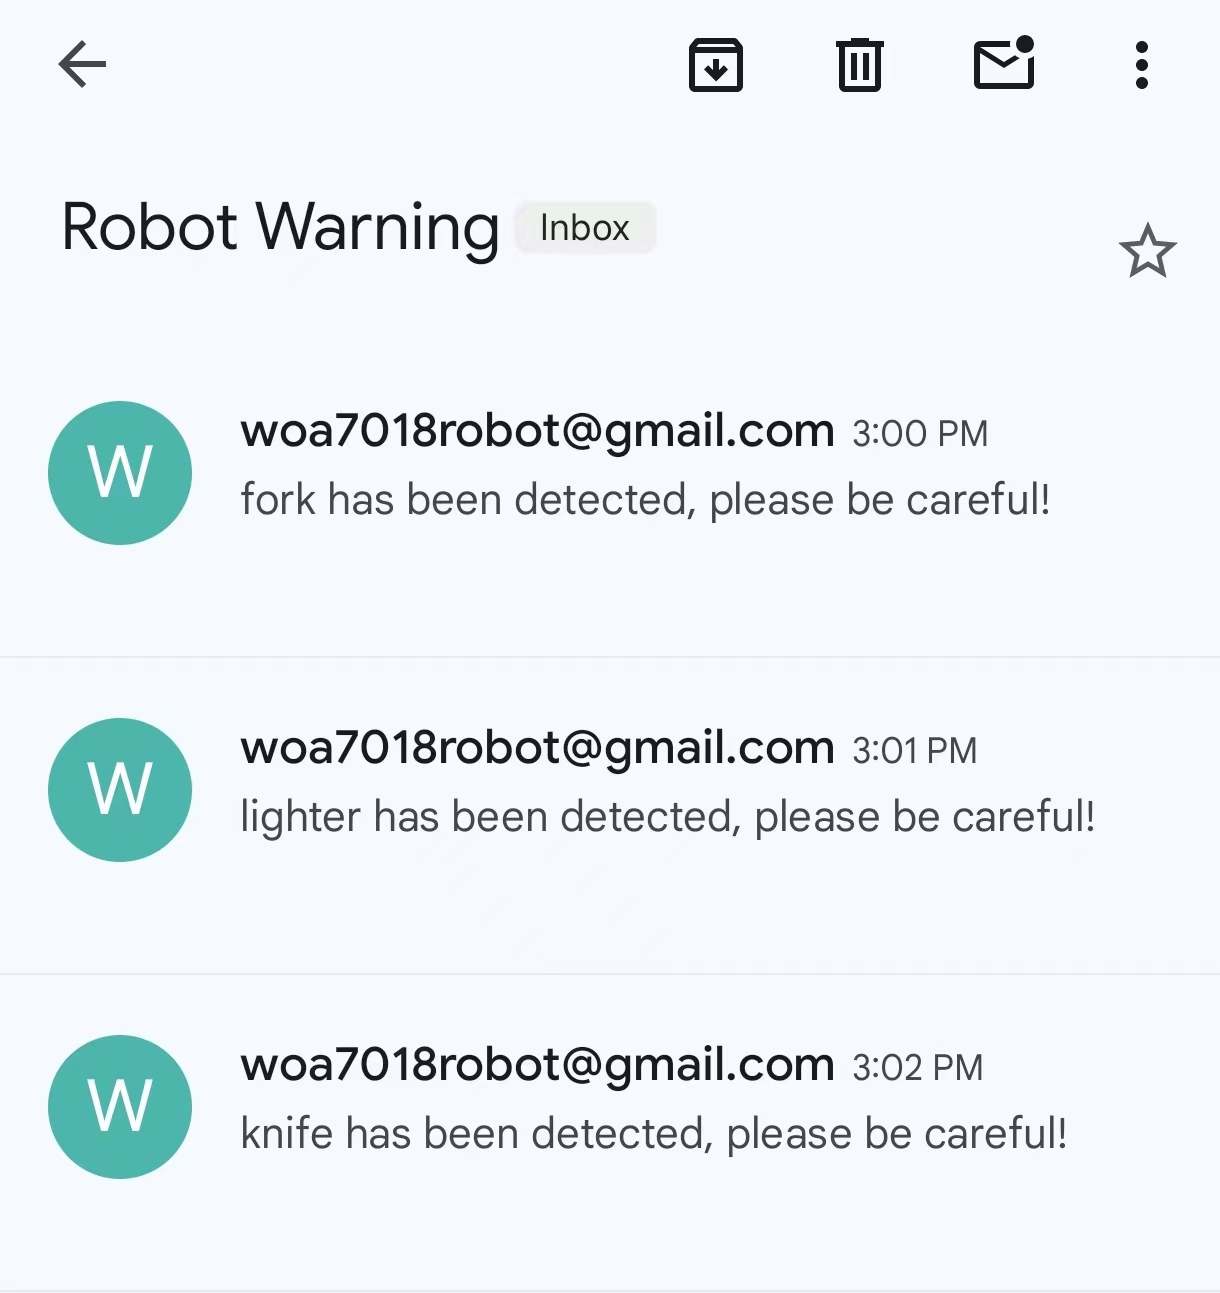 Robot Warning Inbox
W
woa7018robot@gmail.com 3:00 PM
fork has been detected, please be careful!
W
woa7018robot@gmail.com 3:01 PM
lighter has been detected, please be careful!
W
woa7018robot@gmail.com 3:02 PM
knife has been detected, please be careful!